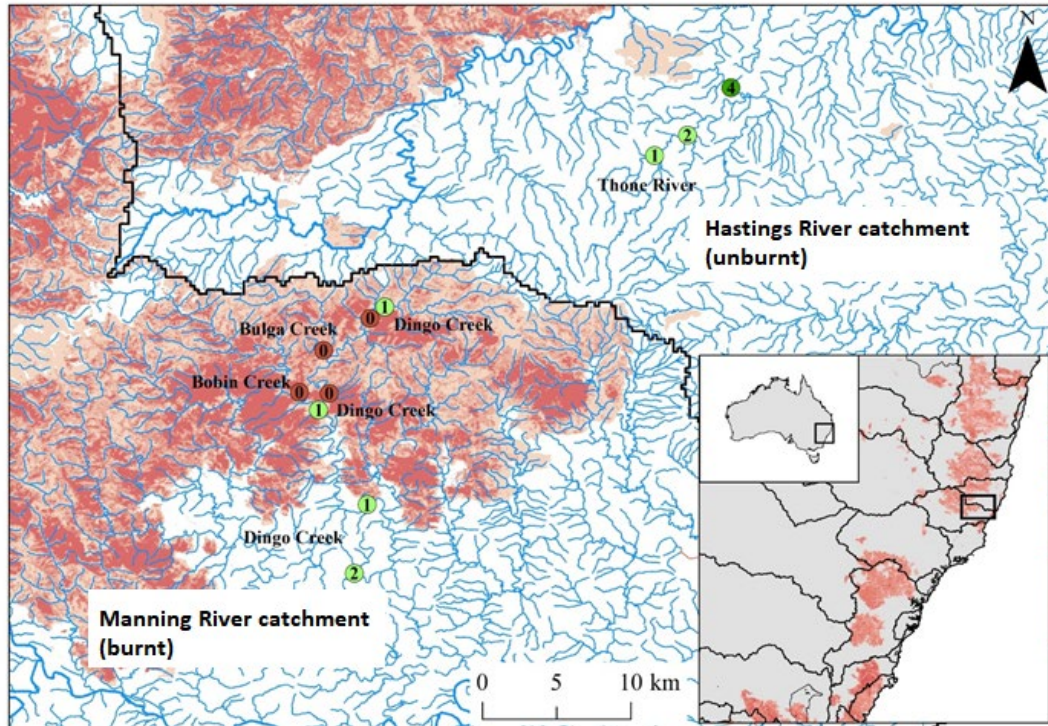 N
4
2
1
Thone River
Hastings River catchment
(unburnt)
1
0
Bulga Creek
Dingo Creek
0
Bobin Creek
0
0
1
Dingo Creek
1
Dingo Creek
2
Manning River catchment
(burnt)
0
5
10 km